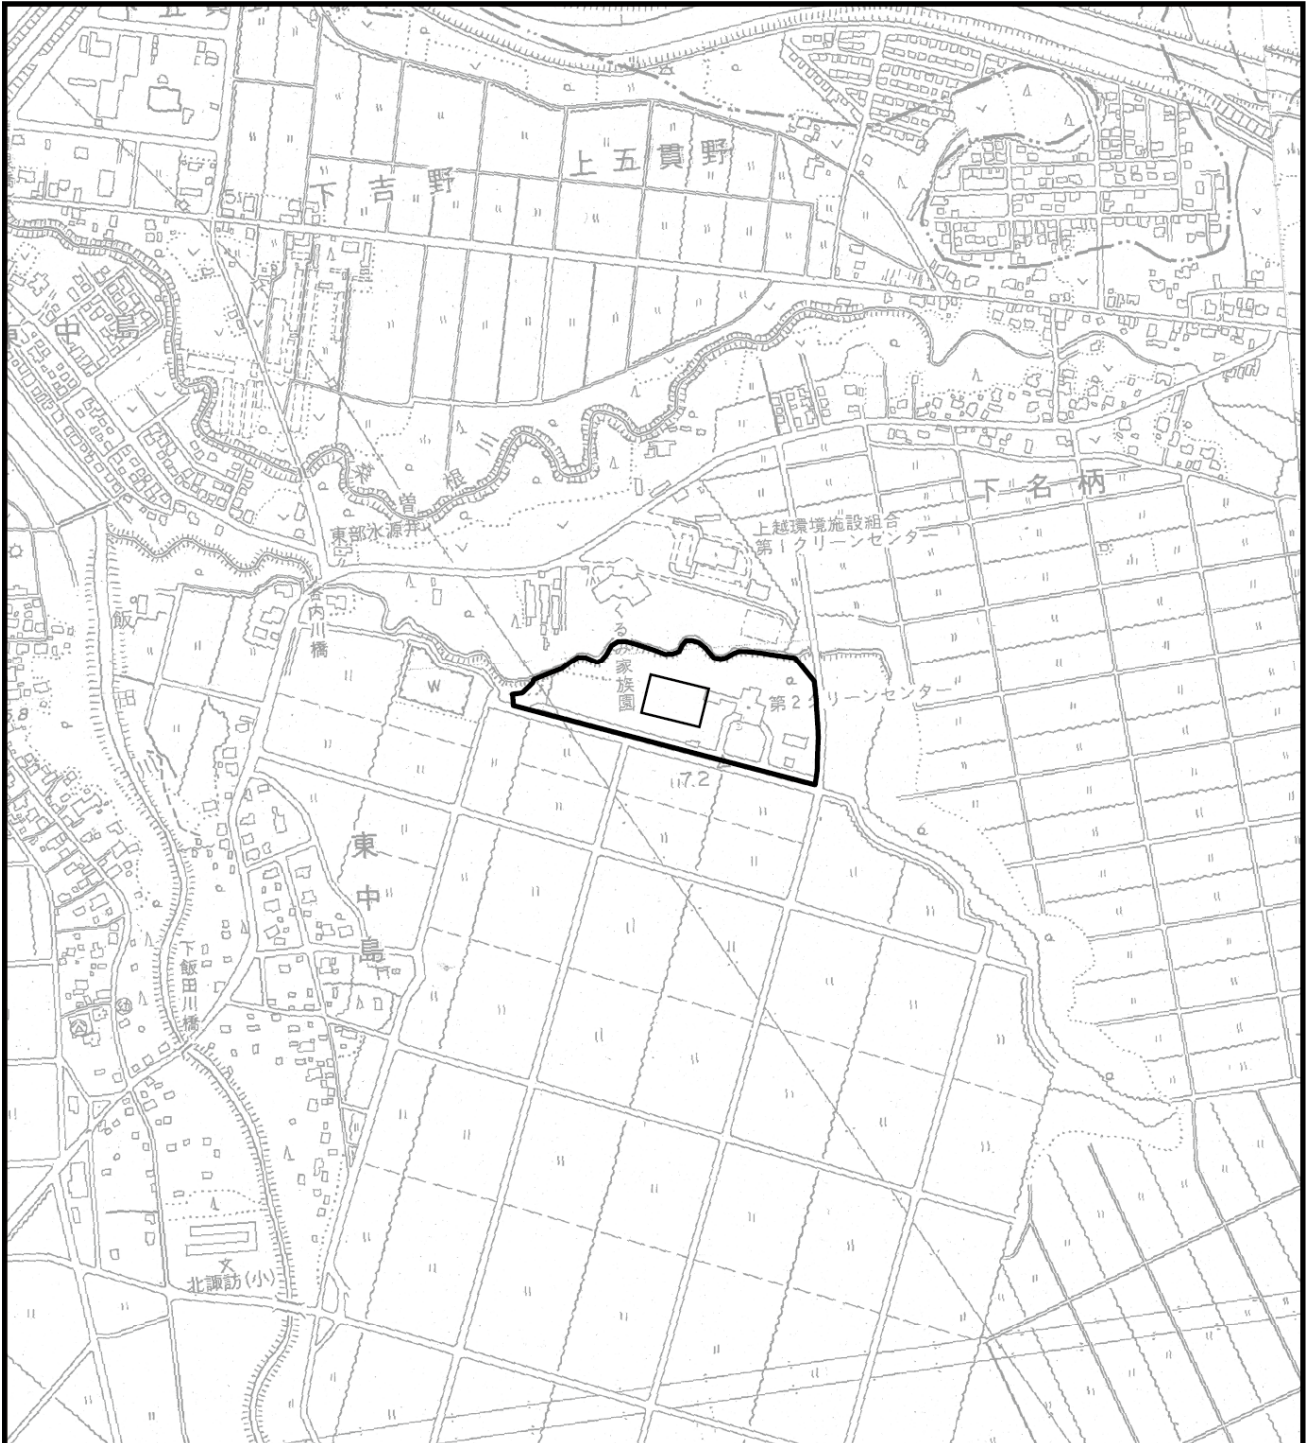 上五貫野
下吉野
5
中島
曽根川
下名柄
東部水源井
上越環境施設組合
第1クリーンセンター
飯
宮内川橋
くるみ家族園
W
第2クリーンセンター
7.2
東中島
下飯田川橋
文
北諏訪(小)